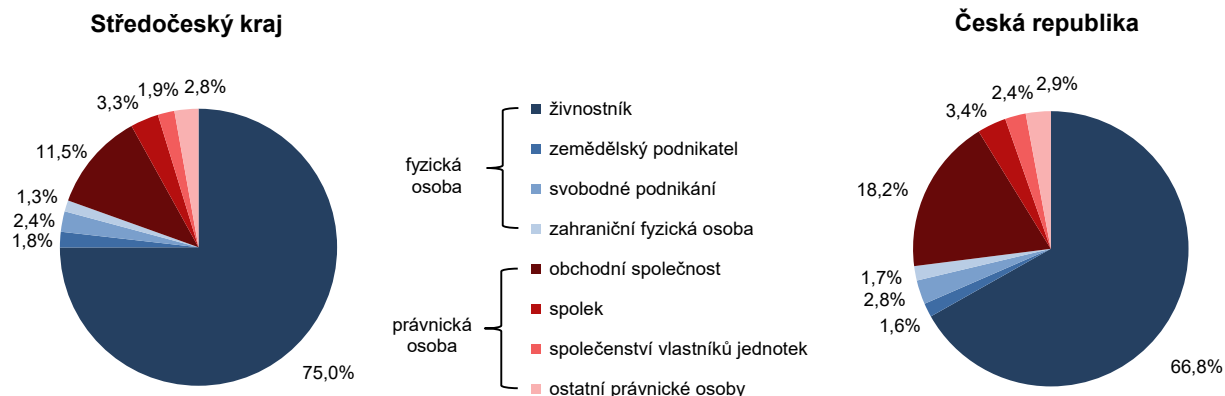 Středočeský kraj
2,8%
1,9%
3,3%
11,5%
1,3%
2,4%
1,8%
75,0%
fyzická
osoba
živnostník
zemědělský podnikatel
svobodné podnikání
zahraniční fyzická osoba
právnická
osoba
obchodní společnost
spolek
společenství vlastníků jednotek
ostatní právnické osoby
Česká republika
2,9%
2,4%
3,4%
18,2%
1,7%
2,8%
1,6%
66,8%